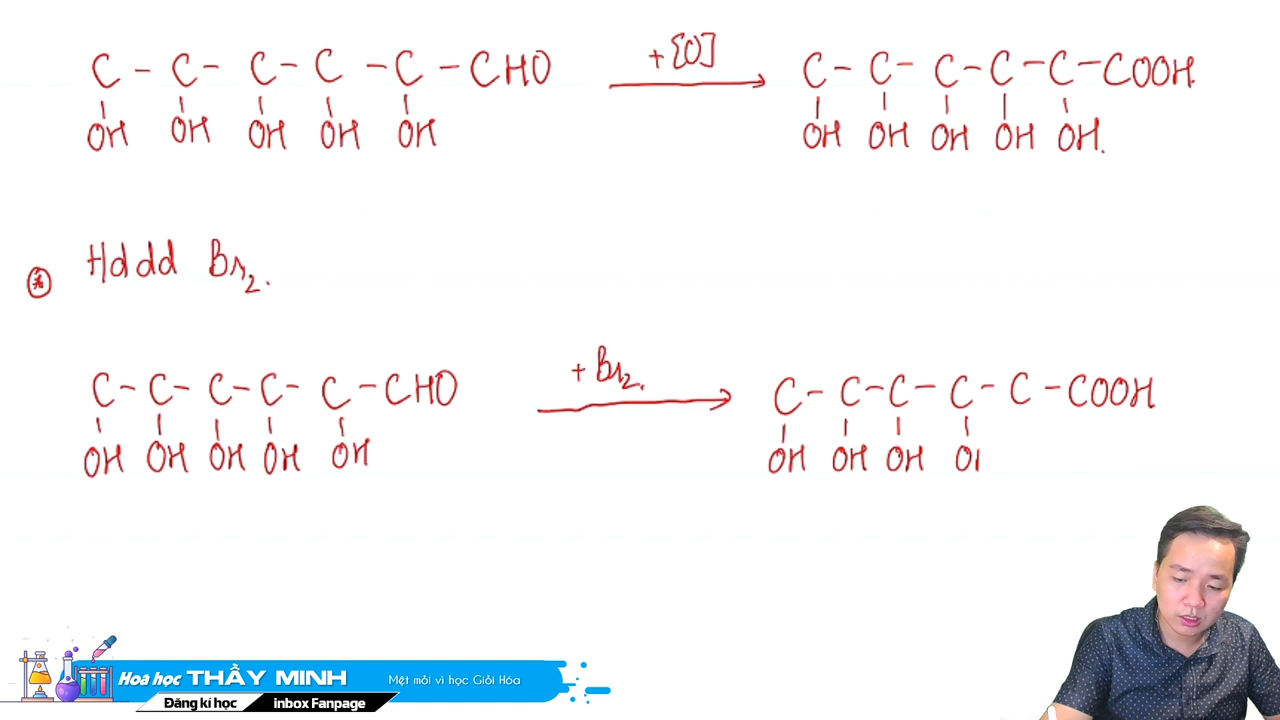 C - C - C - C - C - CHO + [O] C - C - C - C - C - COOH
OH OH OH OH OH OH OH OH OH OH.
* Hd dd Br2.
C - C - C - C - C - CHO + Br2. C - C - C - C - C - COOH
OH OH OH OH OH OH OH OH O
Hoá học THẦY MINH
Mệt mỏi vì học Giỏi Hóa
Đăng kí học
inbox Fanpage